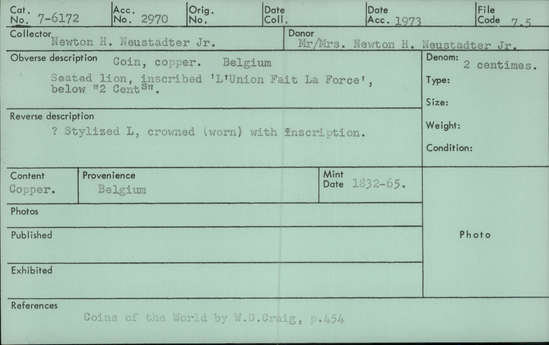 Cat. No. 7-6172 Acc. No. 2970 Orig. No. Date Coll. Date Acc. 1973 File Code 7.5
Collector Newton H. Neustadter Jr. Donor Mr/Mrs. Newton H. Neustadter Jr.
Obverse description Coin, copper. Belgium
Seated lion, inscribed 'L'Union Fait La Force',
below "2 Cents".
Denom: 2 centimes.
Type:
Size:
Weight:
Condition:
Reverse description
? Stylized L, crowned (worn) with inscription.
Content Copper. Provenience Belgium Mint Date 1832-65.
Photos
Published
Exhibited
Photo
References
Coins of the World by W.D.Craig, p.454